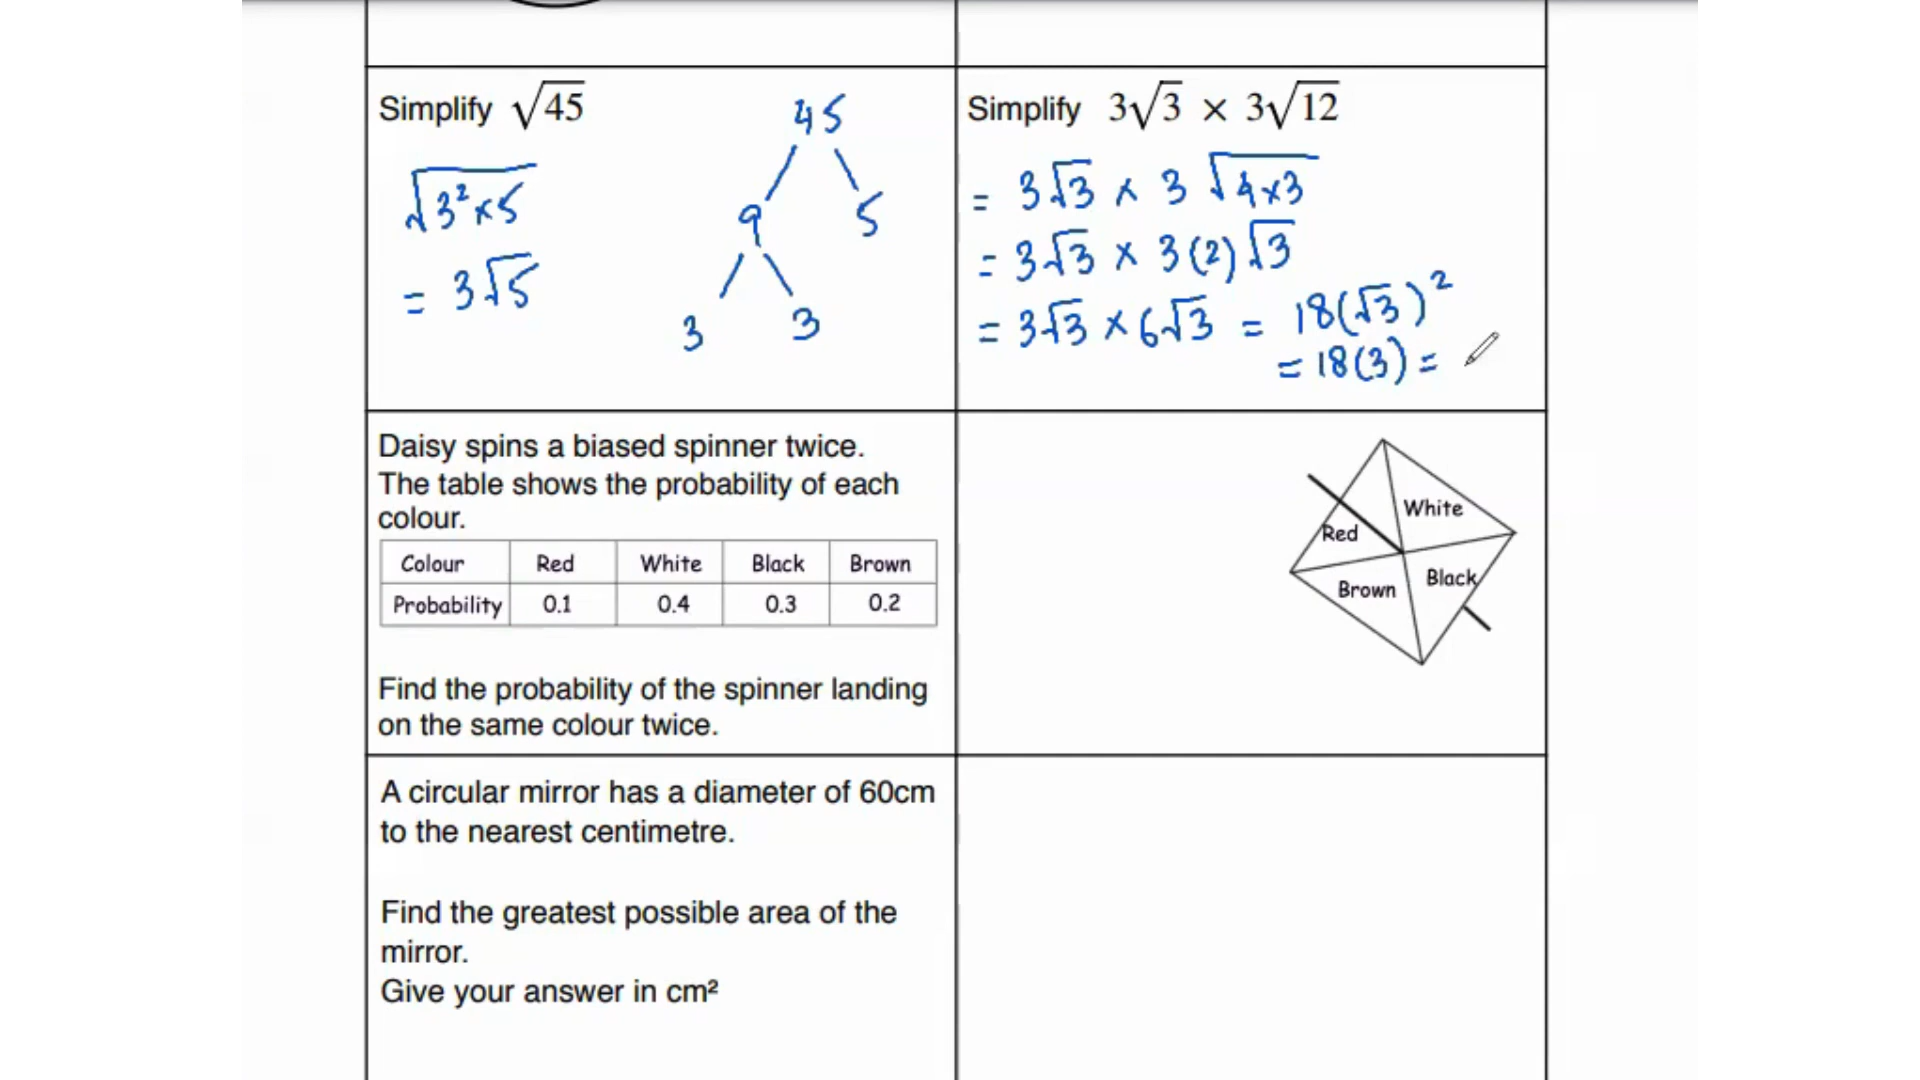 Simplify √45
45
√3²×5
9 5
= 3√5
3 3
Simplify 3√3 × 3√12
= 3√3 × 3√4×3
= 3√3 × 3(2)√3
= 3√3 × 6√3 = 18(√3)²
= 18(3) =
Daisy spins a biased spinner twice.
The table shows the probability of each
colour.
Colour Red White Black Brown
Probability 0.1 0.4 0.3 0.2
Find the probability of the spinner landing
on the same colour twice.
White
Red
Black
Brown
A circular mirror has a diameter of 60cm
to the nearest centimetre.
Find the greatest possible area of the
mirror.
Give your answer in cm²